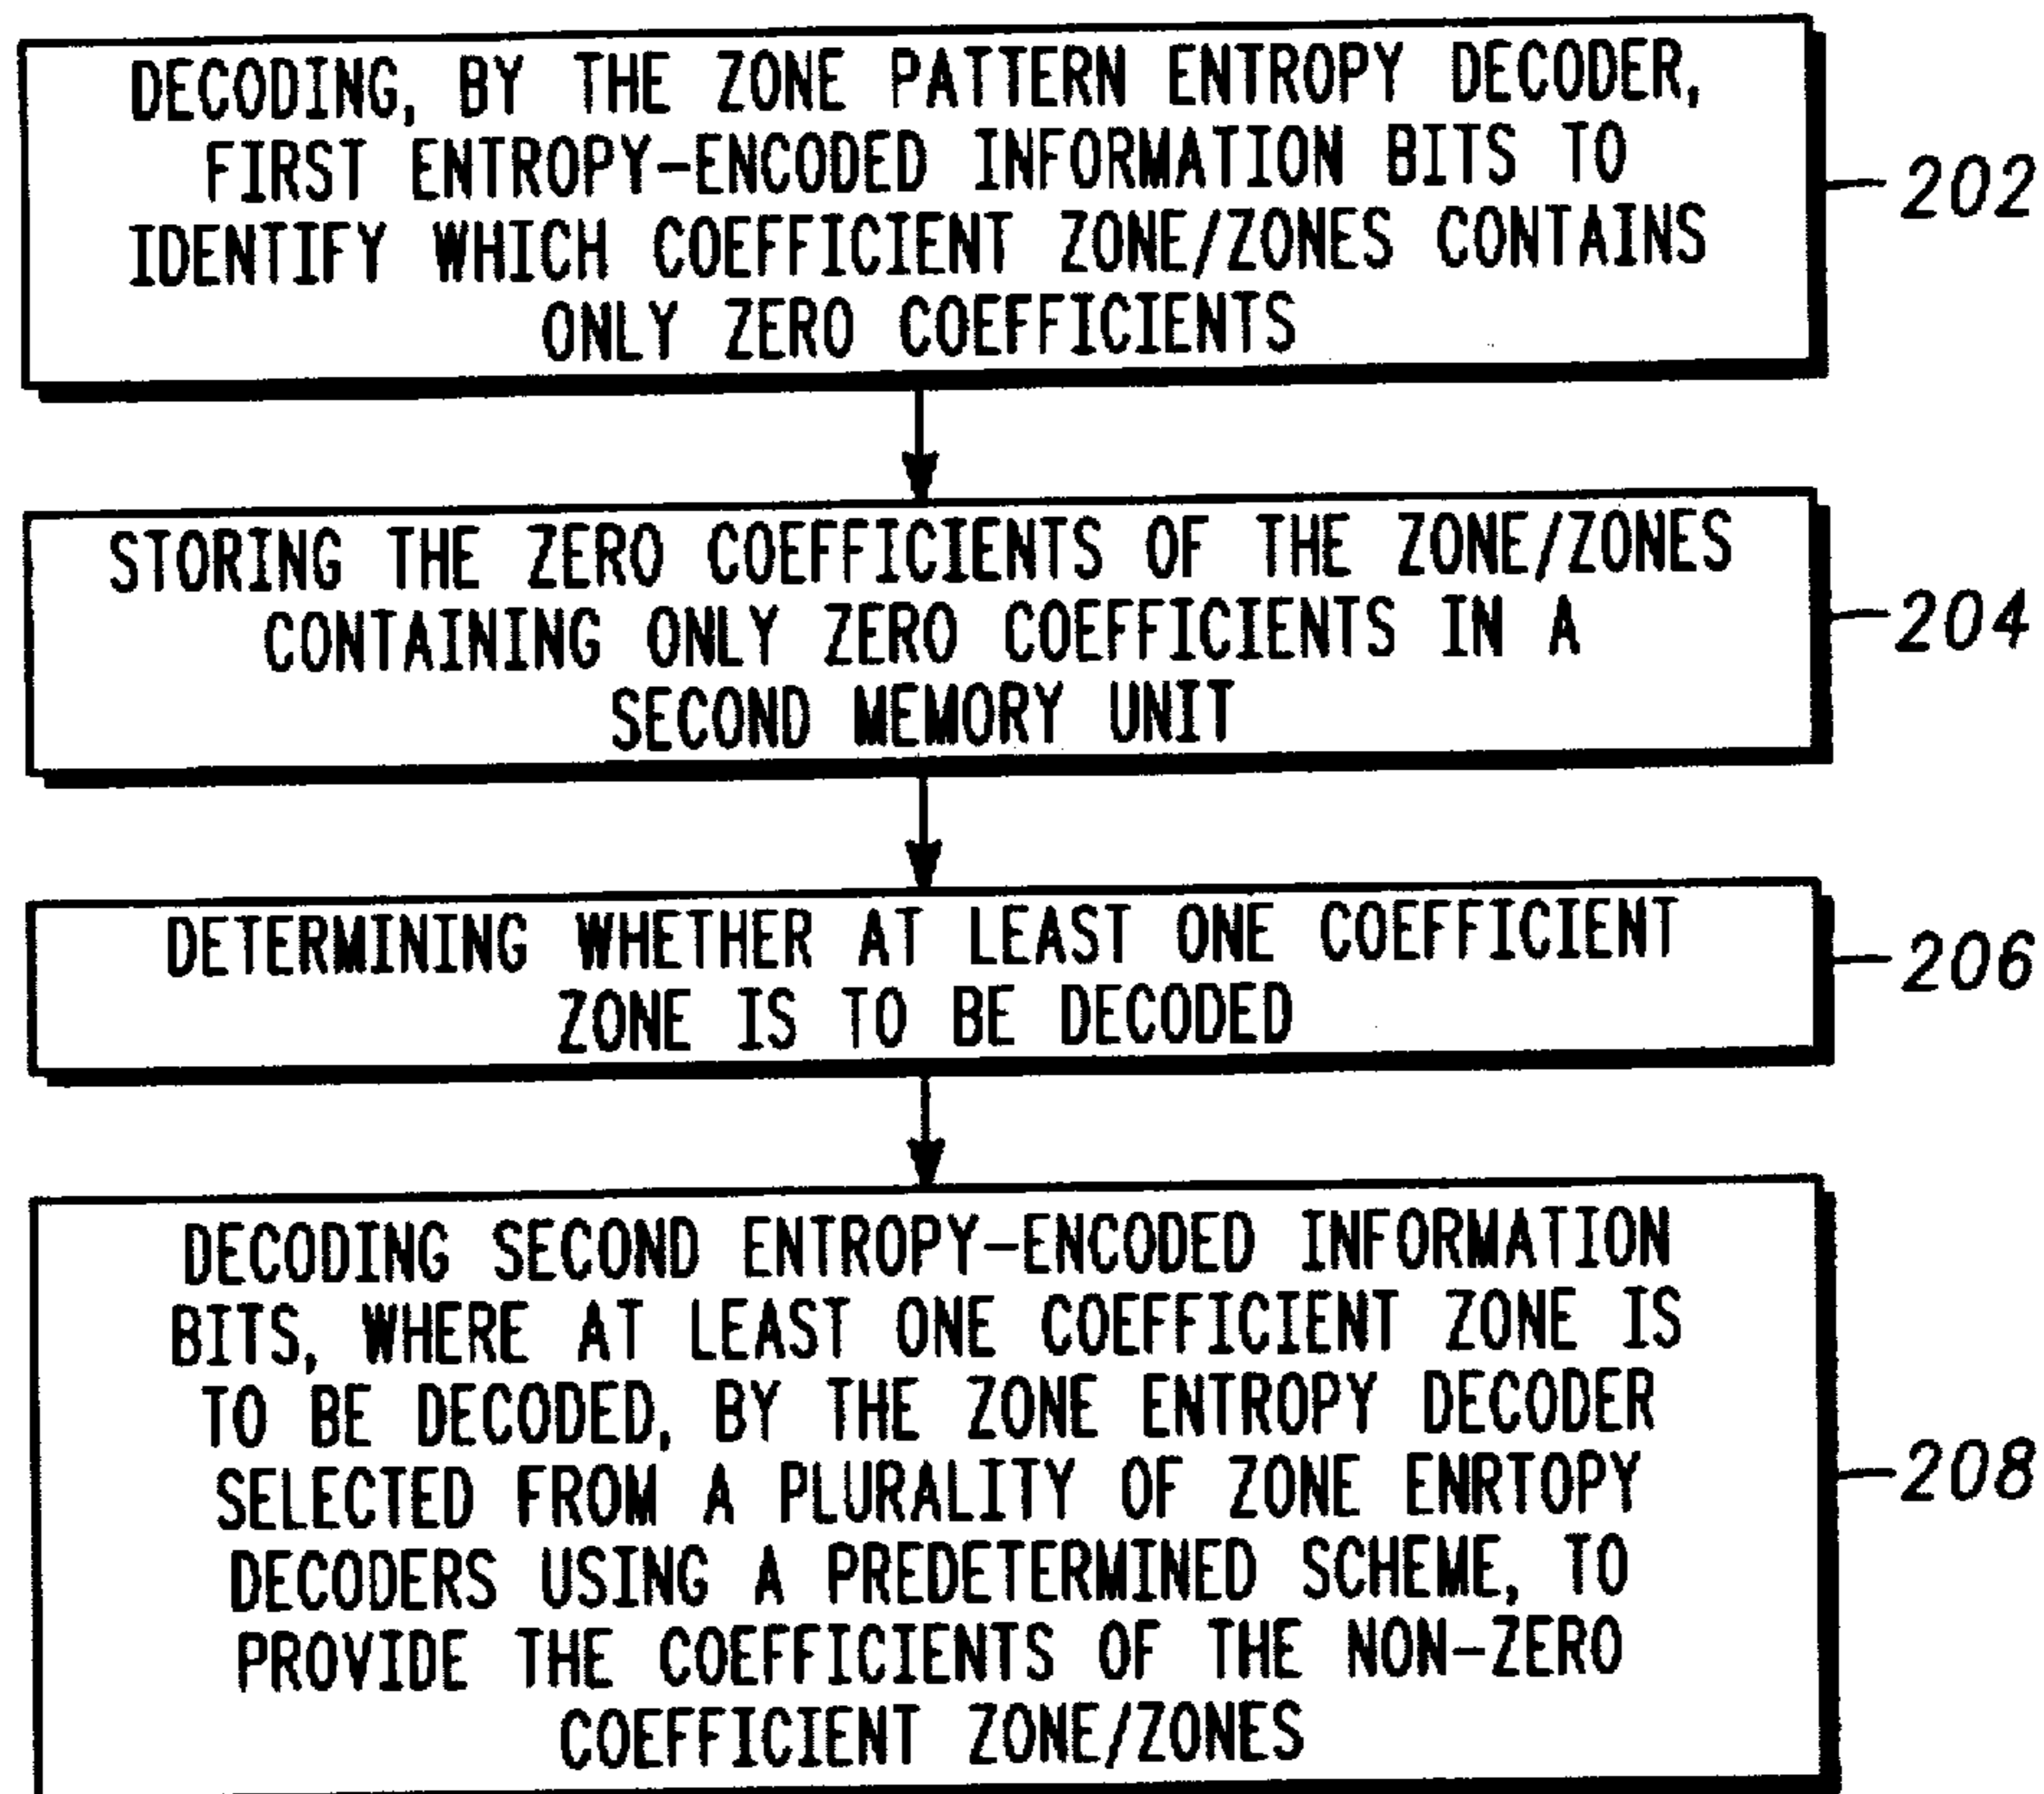 DECODING, BY THE ZONE PATTERN ENTROPY DECODER,
FIRST ENTROPY-ENCODED INFORMATION BITS TO
IDENTIFY WHICH COEFFICIENT ZONE/ZONES CONTAINS
ONLY ZERO COEFFICIENTS
202
STORING THE ZERO COEFFICIENTS OF THE ZONE/ZONES
CONTAINING ONLY ZERO COEFFICIENTS IN A
SECOND MEMORY UNIT
204
DETERMINING WHETHER AT LEAST ONE COEFFICIENT
ZONE IS TO BE DECODED
206
DECODING SECOND ENTROPY-ENCODED INFORMATION
BITS, WHERE AT LEAST ONE COEFFICIENT ZONE IS
TO BE DECODED, BY THE ZONE ENTROPY DECODER
SELECTED FROM A PLURALITY OF ZONE ENRTOPY
DECODERS USING A PREDETERMINED SCHEME, TO
PROVIDE THE COEFFICIENTS OF THE NON-ZERO
COEFFICIENT ZONE/ZONES
208